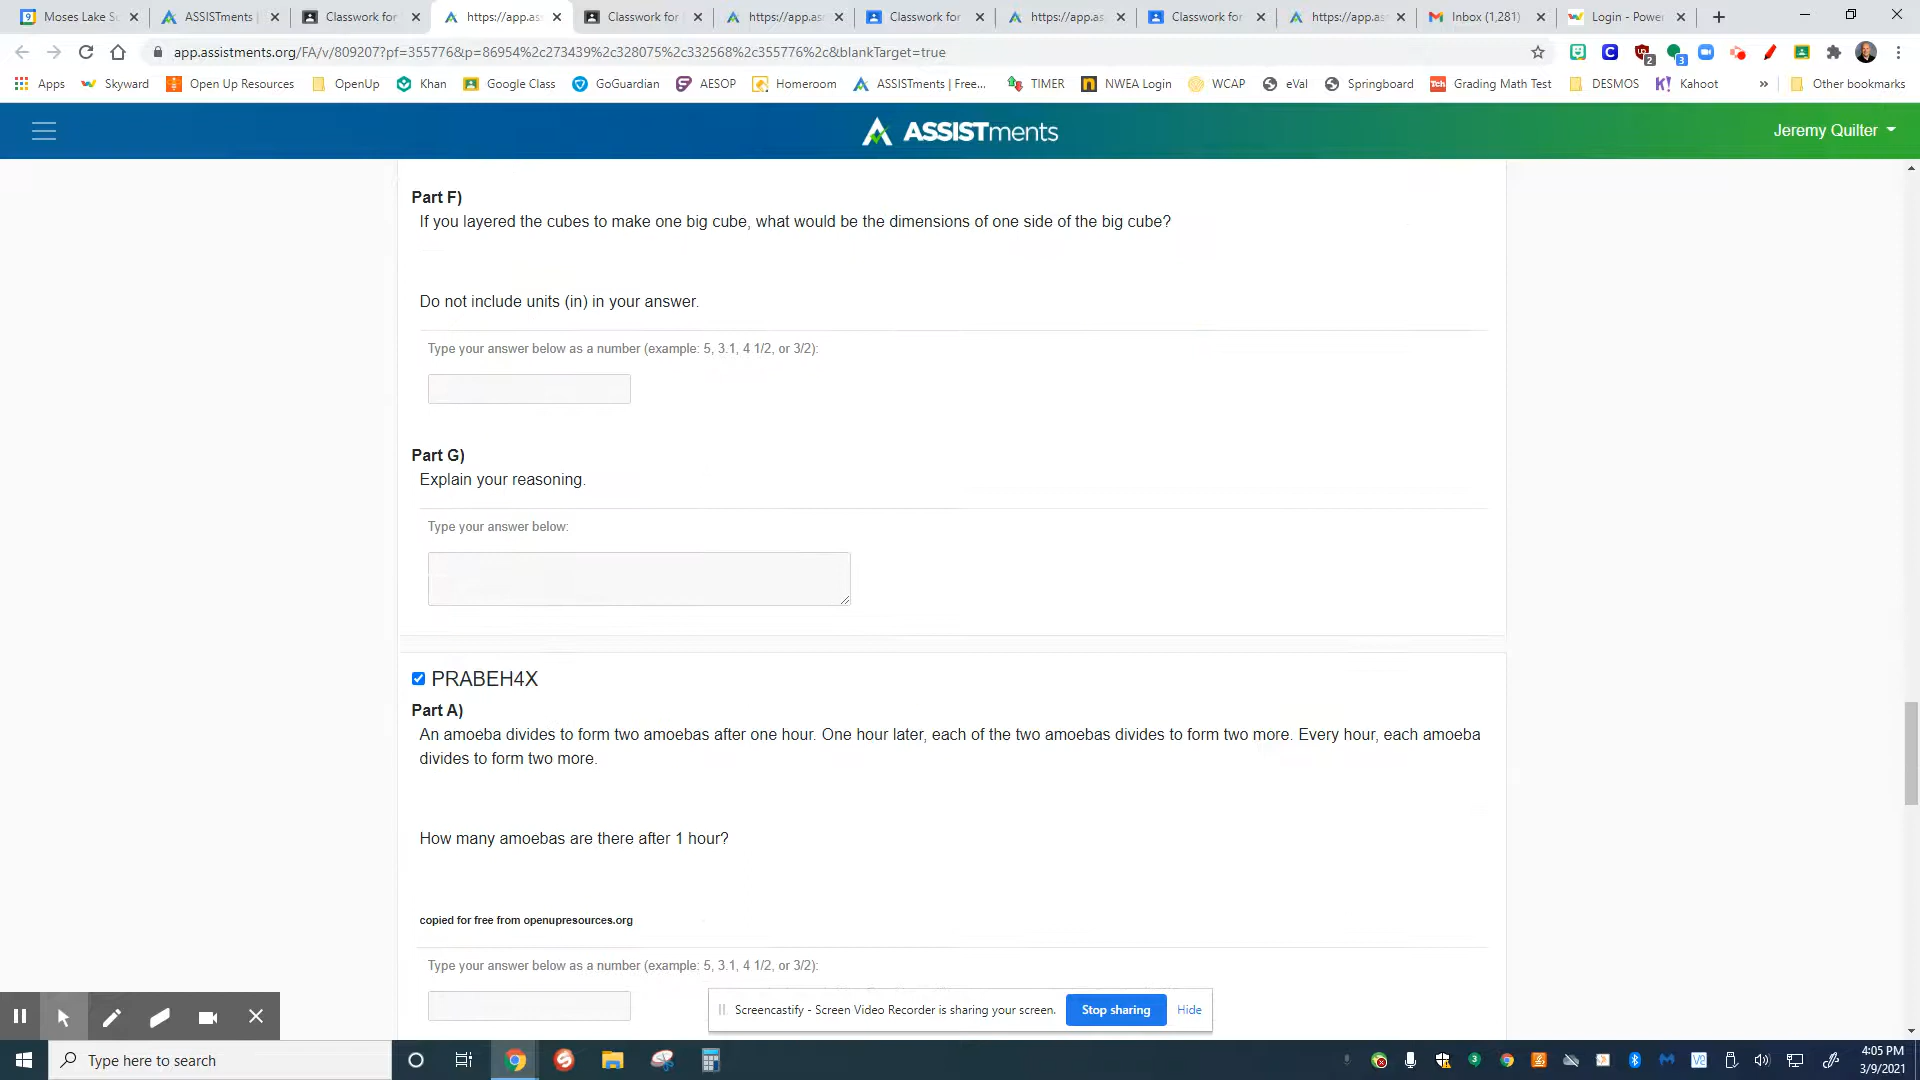 Moses Lake Sc
ASSISTments |
Classwork for
https://app.ass
Classwork for
https://app.ass
Classwork for
https://app.ass
Classwork for
https://app.ass
Inbox (1,281)
Login - Powe
app.assistments.org/FA/v/809207?pf=355776&p=86954%2c273439%2c328075%2c332568%2c355776%2c&blankTarget=true
Apps
Skyward
Open Up Resources
OpenUp
Khan
Google Class
GoGuardian
AESOP
Homeroom
ASSISTments | Free...
TIMER
NWEA Login
WCAP
eVal
Springboard
Grading Math Test
DESMOS
Kahoot
»
Other bookmarks
ASSISTments
Jeremy Quilter
Part F)
If you layered the cubes to make one big cube, what would be the dimensions of one side of the big cube?
Do not include units (in) in your answer.
Type your answer below as a number (example: 5, 3.1, 4 1/2, or 3/2):
Part G)
Explain your reasoning.
Type your answer below:
PRABEH4X
Part A)
An amoeba divides to form two amoebas after one hour. One hour later, each of the two amoebas divides to form two more. Every hour, each amoeba
divides to form two more.
How many amoebas are there after 1 hour?
copied for free from openupresources.org
Type your answer below as a number (example: 5, 3.1, 4 1/2, or 3/2):
Screencastify - Screen Video Recorder is sharing your screen.
Stop sharing
Hide
Type here to search
4:05 PM
3/9/2021